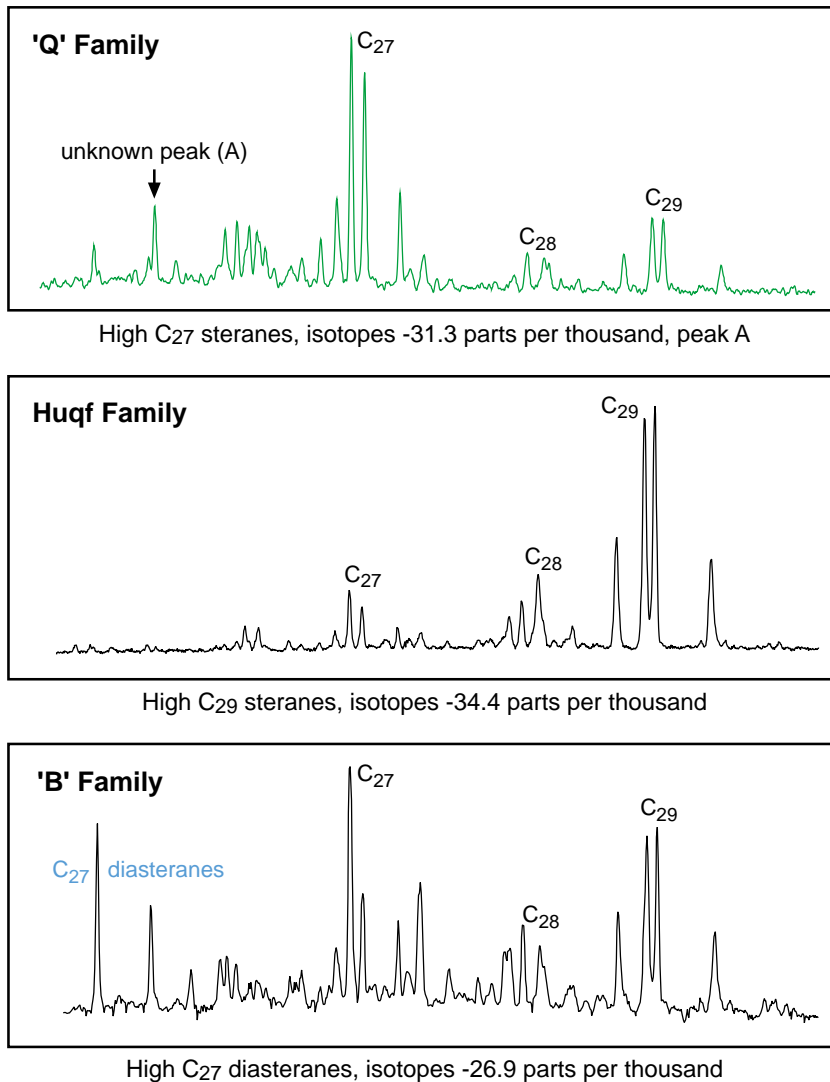 'Q' Family
C27
unknown peak (A)
C28
C29
High C27 steranes, isotopes -31.3 parts per thousand, peak A
Huqf Family
C29
C27
C28
High C29 steranes, isotopes -34.4 parts per thousand
'B' Family
C27
C29
C27 diasteranes
C28
High C27 diasteranes, isotopes -26.9 parts per thousand